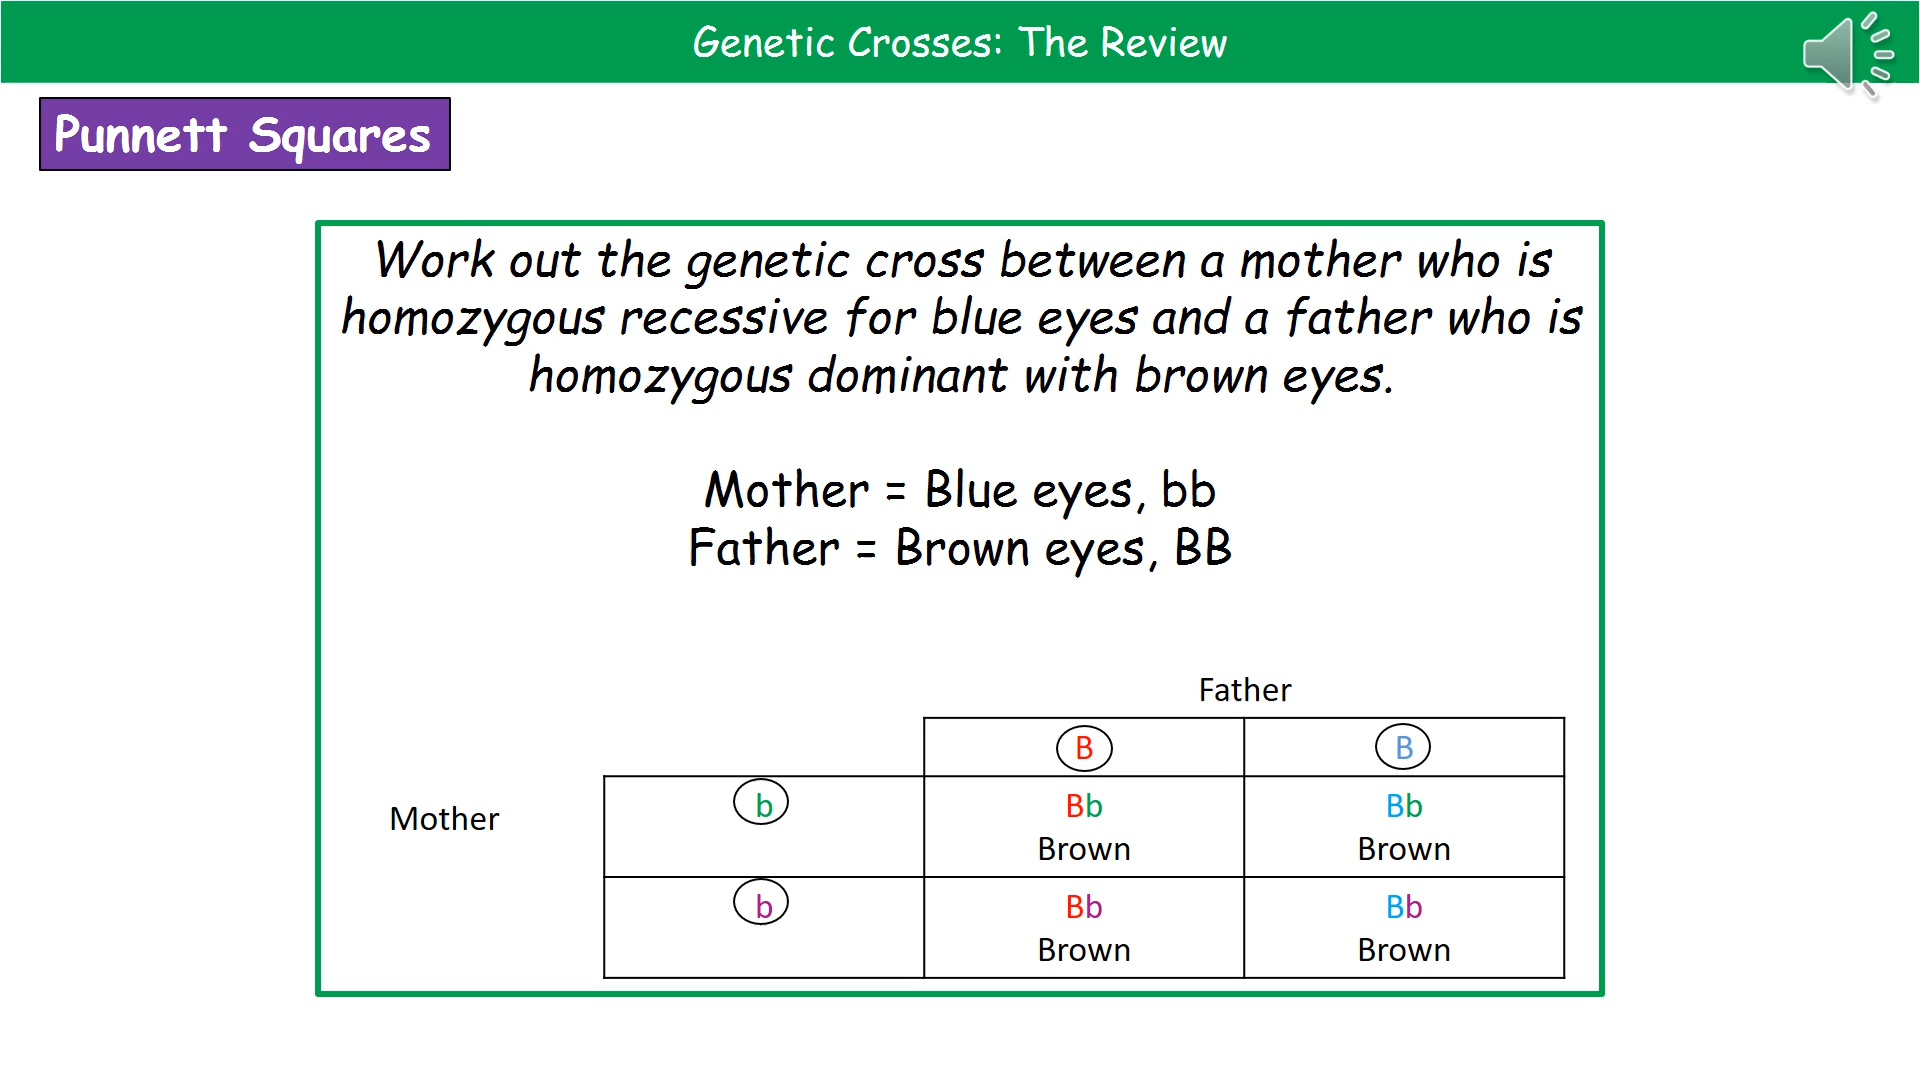 Genetic Crosses: The Review
Punnett Squares
Work out the genetic cross between a mother who is
homozygous recessive for blue eyes and a father who is
homozygous dominant with brown eyes.
Mother = Blue eyes, bb
Father = Brown eyes, BB
Father
B B
Mother
b Bb Bb
Brown Brown
b Bb Bb
Brown Brown